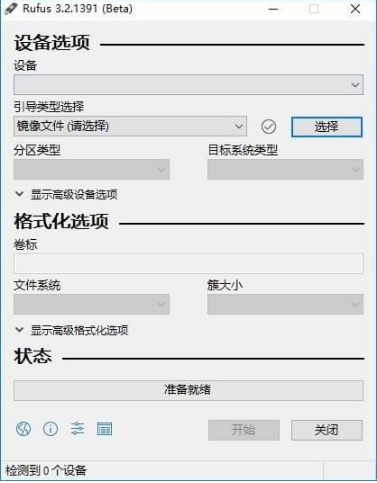 Rufus 3.2.1391 (Beta)
设备选项
设备
引导类型选择
镜像文件 (请选择)
选择
分区类型
目标系统类型
显示高级设备选项
格式化选项
卷标
文件系统
簇大小
显示高级格式化选项
状态
准备就绪
开始
关闭
检测到 0 个设备